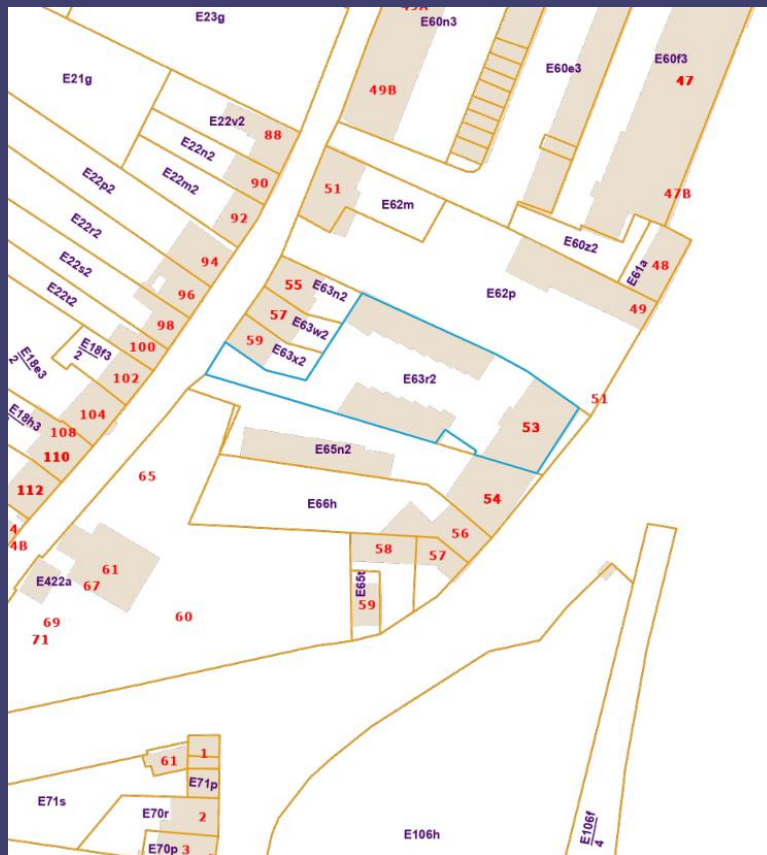 49A
E23g
E60n3
E60f3
E60e3
E21g
47
49B
E22v2
88
E22n2
E22m2
90
E22p2
51
47B
92
E62m
E22r2
E60z2
94
E22s2
E61a
48
55
E63n2
E62p
E22t2
96
49
57
E63w2
98
59
E18f3
2
100
E63x2
E18e3
2
102
E63r2
51
104
E18h3
108
53
E65n2
110
65
112
54
E66h
4
56
4B
58
57
61
E422a
67
E65t
59
69
60
71
1
61
E71p
E71s
E70r
2
E106f
4
E106h
E70p
3